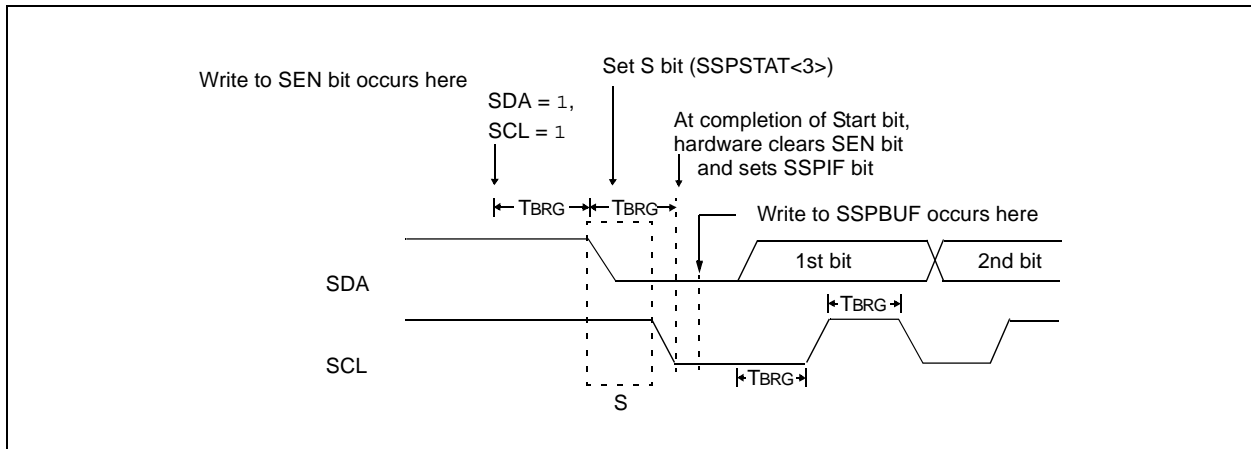 Write to SEN bit occurs here
Set S bit (SSPSTAT<3>)
SDA = 1,
SCL = 1
At completion of Start bit,
hardware clears SEN bit
and sets SSPIF bit
TBRG
TBRG
Write to SSPBUF occurs here
SDA
1st bit
2nd bit
TBRG
SCL
TBRG
S